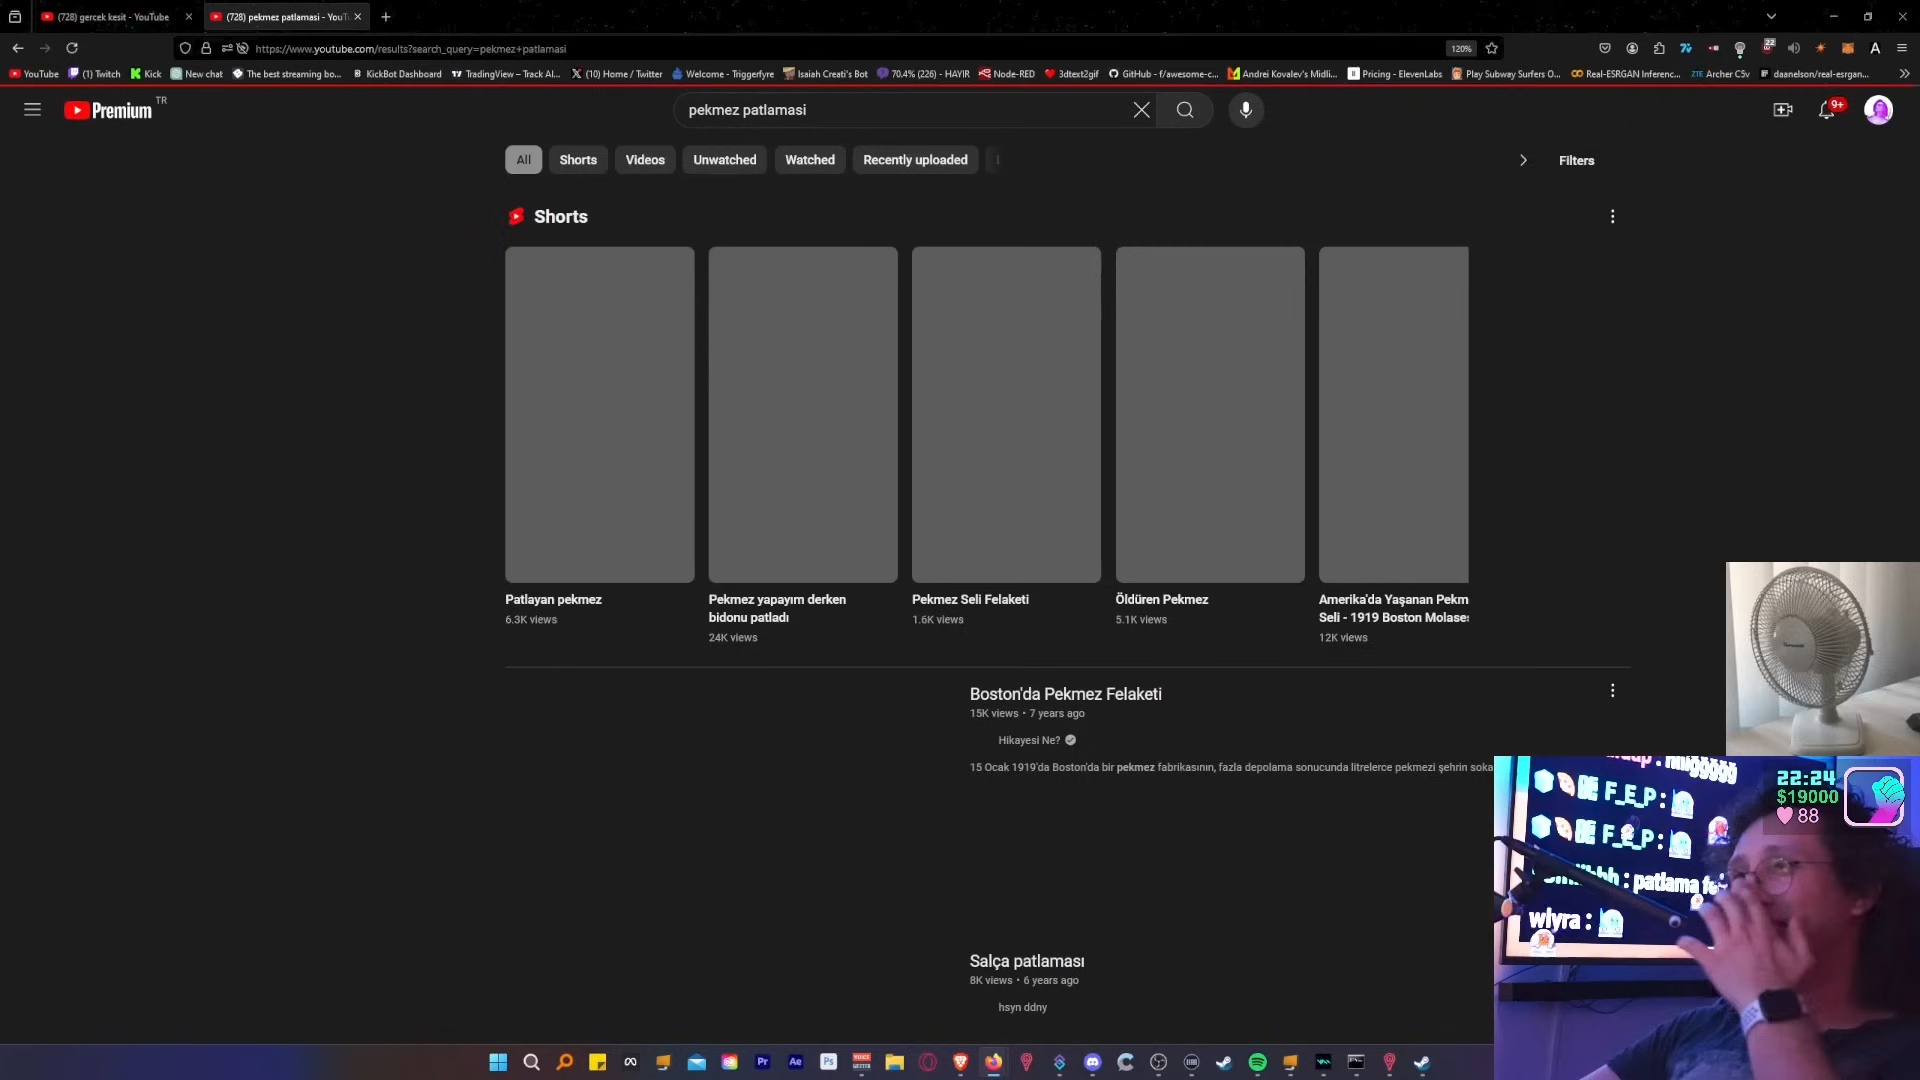 (728) gercek kesit - YouTube
(728) pekmez patlamasi - YouT
https://www.youtube.com/results?search_query=pekmez+patlamasi
120%
22
YouTube
(1) Twitch
Kick
New chat
The best streaming bo...
KickBot Dashboard
TradingView – Track Al...
(10) Home / Twitter
Welcome - Triggerfyre
Isaiah Creati's Bot
70.4% (226) - HAYIR
Node-RED
3dtext2gif
GitHub - f/awesome-c...
Andrei Kovalev's Midli...
Pricing - ElevenLabs
Play Subway Surfers O...
Real-ESRGAN Inferenc...
ZTE Archer C5v
daanelson/real-esrgan...
Premium TR
pekmez patlamasi
9+
All
Shorts
Videos
Unwatched
Watched
Recently uploaded
Filters
Shorts
Patlayan pekmez
6.3K views
Pekmez yapayım derken
bidonu patladı
24K views
Pekmez Seli Felaketi
1.6K views
Öldüren Pekmez
5.1K views
Amerika'da Yaşanan Pekm
Seli - 1919 Boston Molases
12K views
Boston'da Pekmez Felaketi
15K views • 7 years ago
Hikayesi Ne?
15 Ocak 1919'da Boston'da bir pekmez fabrikasının, fazla depolama sonucunda litrelerce pekmezi şehrin soka
Salça patlaması
8K views • 6 years ago
hsyn ddny
22:24
$19000
88
F_E_P :
F_E_P :
: patlama
wlyra :
Pr
Ae
Ps